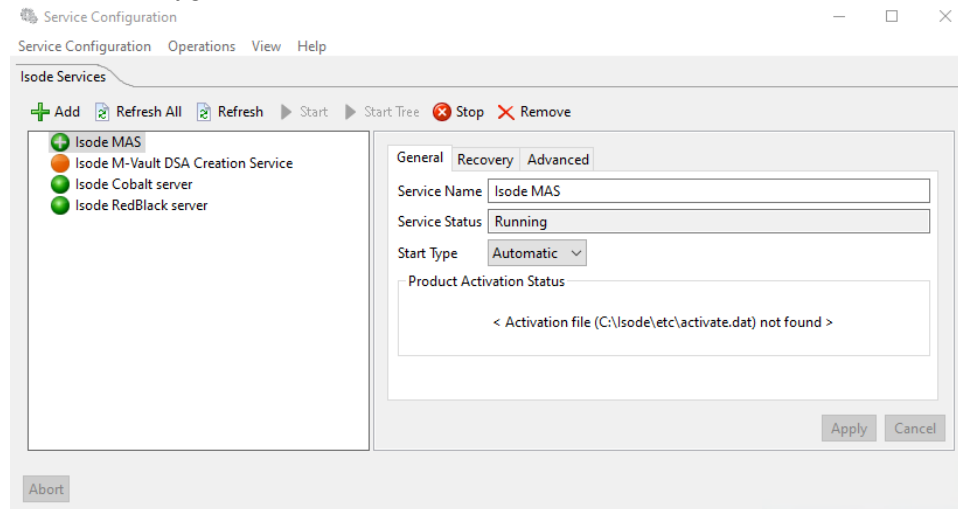 Service Configuration
Service Configuration Operations View Help
Isode Services
Add Refresh All Refresh Start Start Tree Stop Remove
Isode MAS
Isode M-Vault DSA Creation Service
Isode Cobalt server
Isode RedBlack server
General Recovery Advanced
Service Name Isode MAS
Service Status Running
Start Type Automatic
Product Activation Status
< Activation file (C:\Isode\etc\activate.dat) not found >
Apply Cancel
Abort